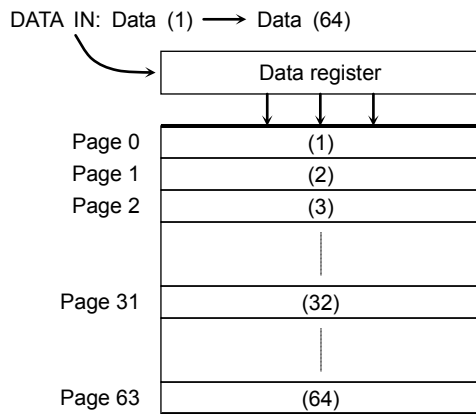 DATA IN: Data (1) → Data (64)
Data register
Page 0 (1)
Page 1 (2)
Page 2 (3)
Page 31 (32)
Page 63 (64)